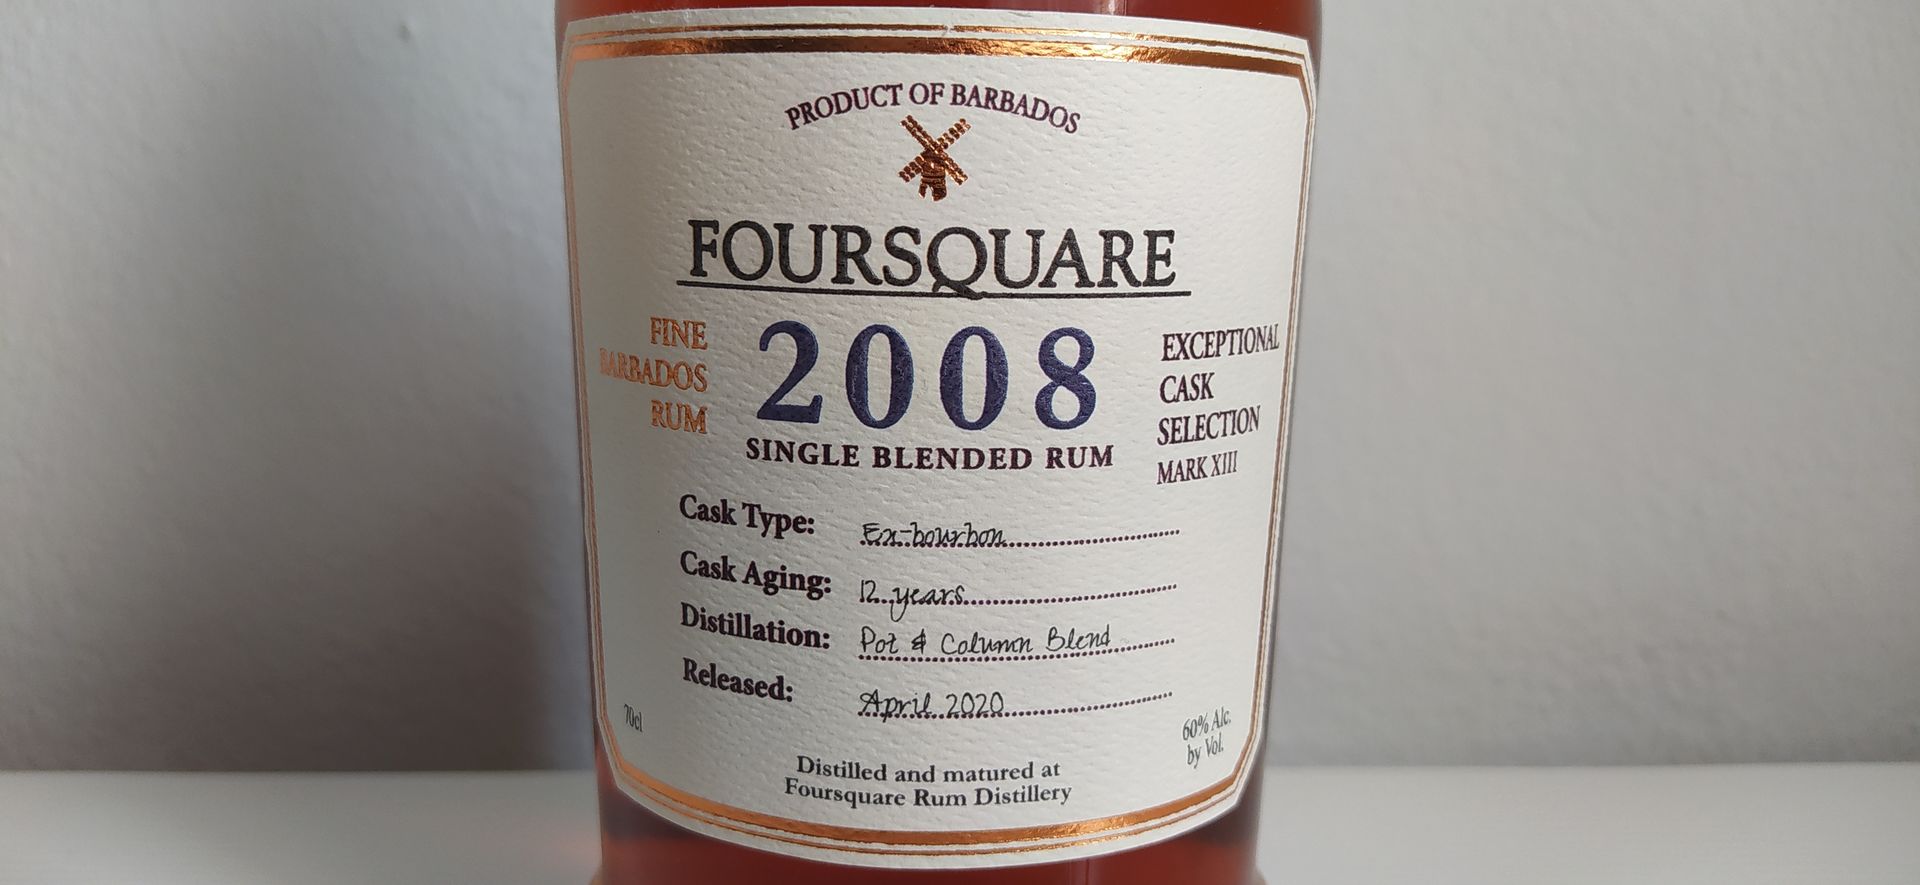 PRODUCT OF BARBADOS
FOURSQUARE
FINE
BARBADOS
RUM
2008
SINGLE BLENDED RUM
EXCEPTIONAL
CASK
SELECTION
MARK XIII
Cask Type: Ex-bourbon
Cask Aging: 12 years
Distillation: Pot & Column Blend
Released: April 2020
70cl
60% Alc.
by Vol.
Distilled and matured at
Foursquare Rum Distillery